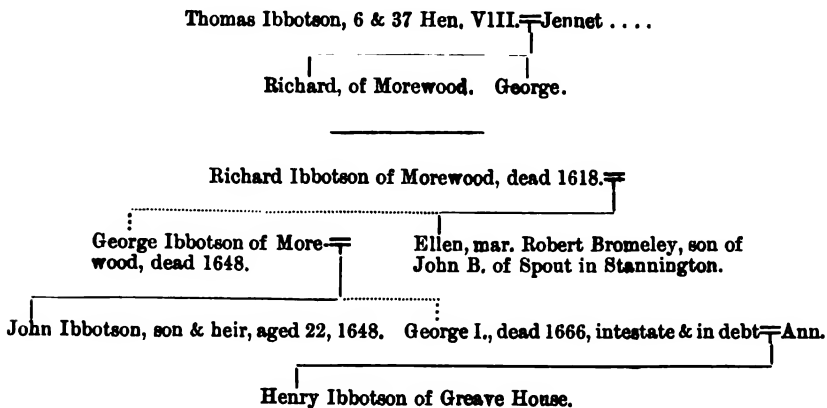 Thomas Ibbotson, 6 & 37 Hen. VIII.=Jennet ....
Richard, of Morewood. George.
Richard Ibbotson of Morewood, dead 1618.=
George Ibbotson of More-=
wood, dead 1648.
Ellen, mar. Robert Bromeley, son of
John B. of Spout in Stannington.
John Ibbotson, son & heir, aged 22, 1648. George I., dead 1666, intestate & in debt=Ann.
Henry Ibbotson of Greave House.